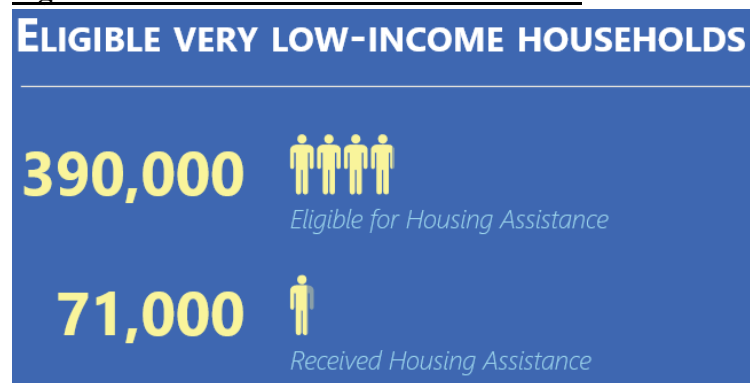 ELIGIBLE VERY LOW-INCOME HOUSEHOLDS
390,000
Eligible for Housing Assistance
71,000
Received Housing Assistance